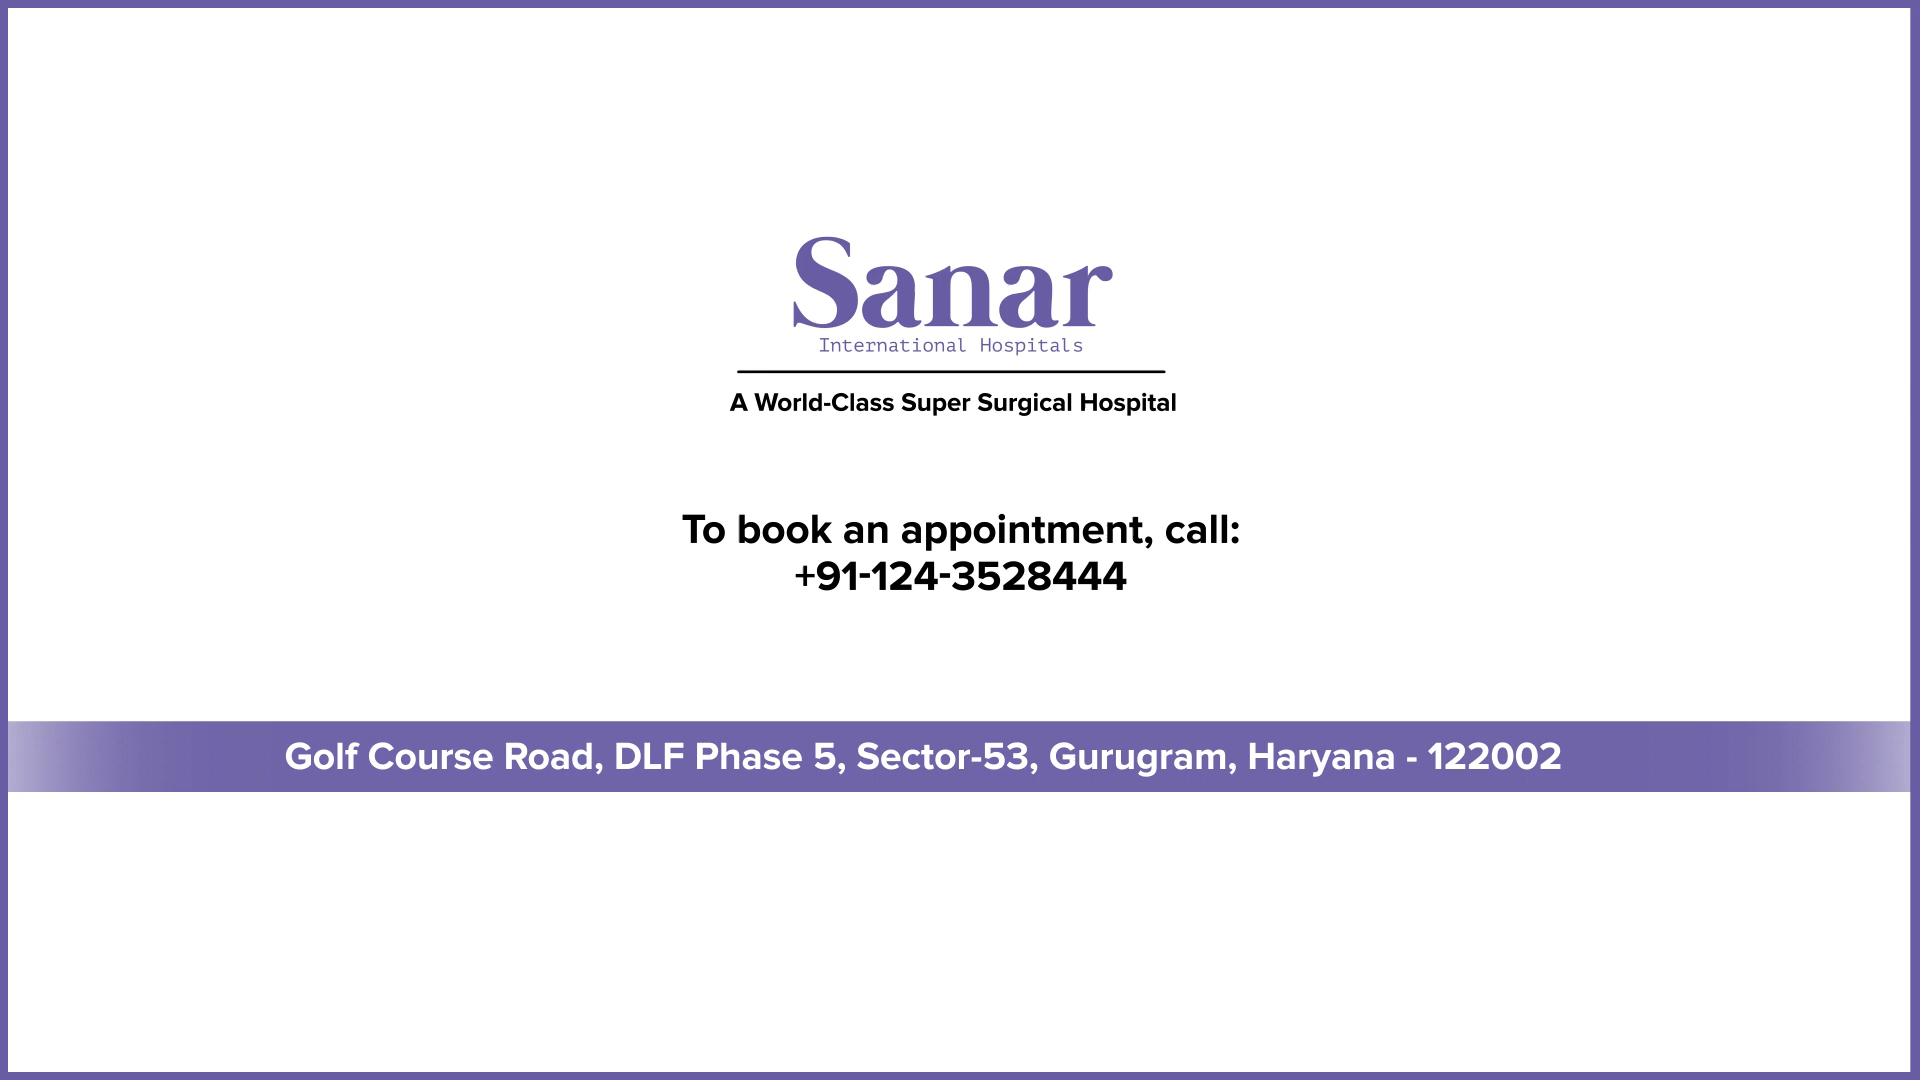 Sanar
International Hospitals
A World-Class Super Surgical Hospital
To book an appointment, call:
+91-124-3528444
Golf Course Road, DLF Phase 5, Sector-53, Gurugram, Haryana - 122002